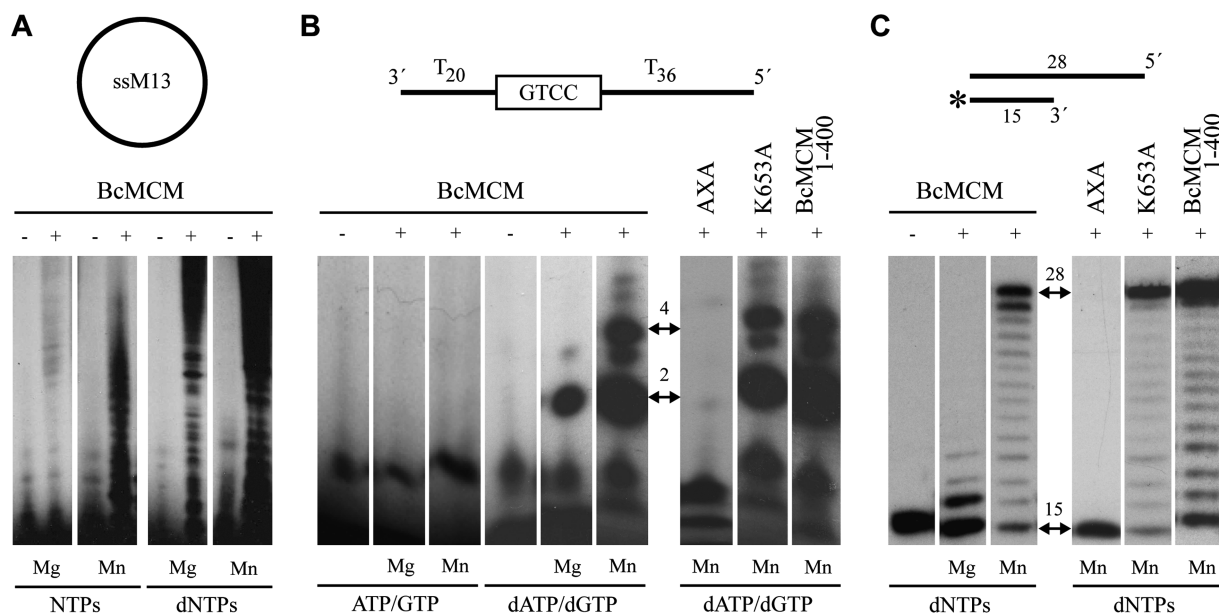 A
ssM13
BcMCM
- + - + - + - +
Mg Mn Mg Mn
NTPs dNTPs
B
3´ T20 GTCC T36 5´
BcMCM
AXA
K653A
BcMCM 1-400
- + + - + + + + +
4
2
Mg Mn Mg Mn Mn Mn Mn
ATP/GTP dATP/dGTP dATP/dGTP
C
28 5´
* 15 3´
BcMCM
AXA
K653A
BcMCM 1-400
- + + + + +
28
15
Mg Mn Mn Mn Mn
dNTPs dNTPs